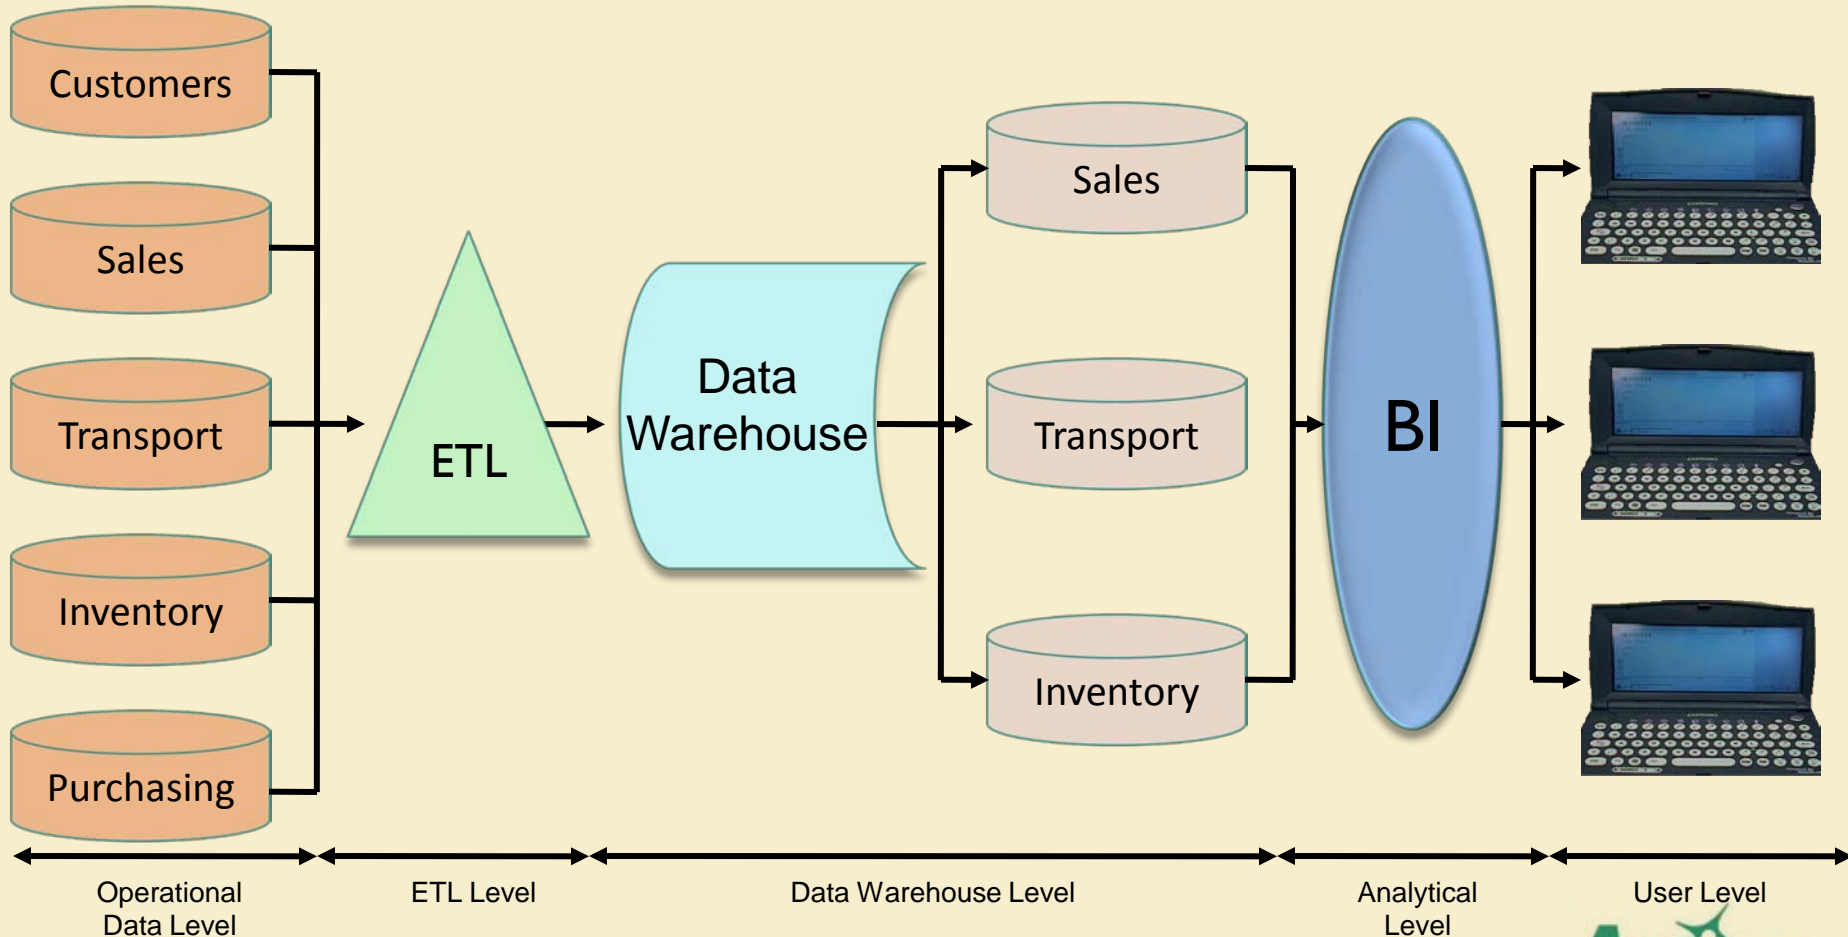 Customers
Sales
Transport
Inventory
Purchasing
ETL
Data
Warehouse
Sales
Transport
Inventory
BI
Operational
Data Level
ETL Level
Data Warehouse Level
Analytical
Level
User Level